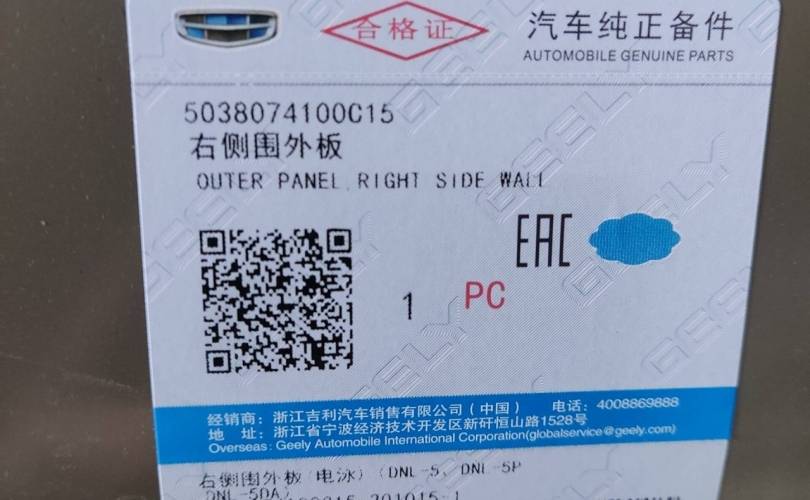 合格证
汽车纯正备件
AUTOMOBILE GENUINE PARTS
5038074100C15
右侧围外板
OUTER PANEL,RIGHT SIDE WALL
EAC
1 PC
经销商：浙江吉利汽车销售有限公司（中国） 电话：4008869888
地 址：浙江省宁波经济技术开发区新矸恒山路1528号
Overseas: Geely Automobile International Corporation(globalservice@geely.com)
右侧围外板(电泳)（DNL-5、DNL-5P
DNL-5DA）